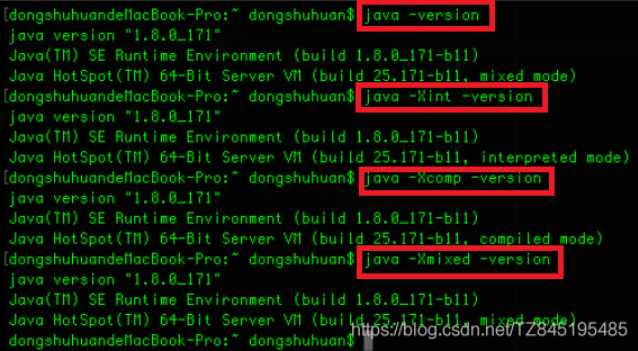 [dongshuhuandeMacBook-Pro:~ dongshuhuan$ java -version
java version "1.8.0_171"
Java(TM) SE Runtime Environment (build 1.8.0_171-b11)
Java HotSpot(TM) 64-Bit Server VM (build 25.171-b11, mixed mode)
[dongshuhuandeMacBook-Pro:~ dongshuhuan$ java -Xint -version
java version "1.8.0_171"
Java(TM) SE Runtime Environment (build 1.8.0_171-b11)
Java HotSpot(TM) 64-Bit Server VM (build 25.171-b11, interpreted mode)
[dongshuhuandeMacBook-Pro:~ dongshuhuan$ java -Xcomp -version
java version "1.8.0_171"
Java(TM) SE Runtime Environment (build 1.8.0_171-b11)
Java HotSpot(TM) 64-Bit Server VM (build 25.171-b11, compiled mode)
[dongshuhuandeMacBook-Pro:~ dongshuhuan$ java -Xmixed -version
java version "1.8.0_171"
Java(TM) SE Runtime Environment (build 1.8.0_171-b11)
Java HotSpot(TM) 64-Bit Server VM (build 25.171-b11, mixed mode)
dongshuhuandeMacBook-Pro:~ dongshuhuan$
https://blog.csdn.net/TZ845195485